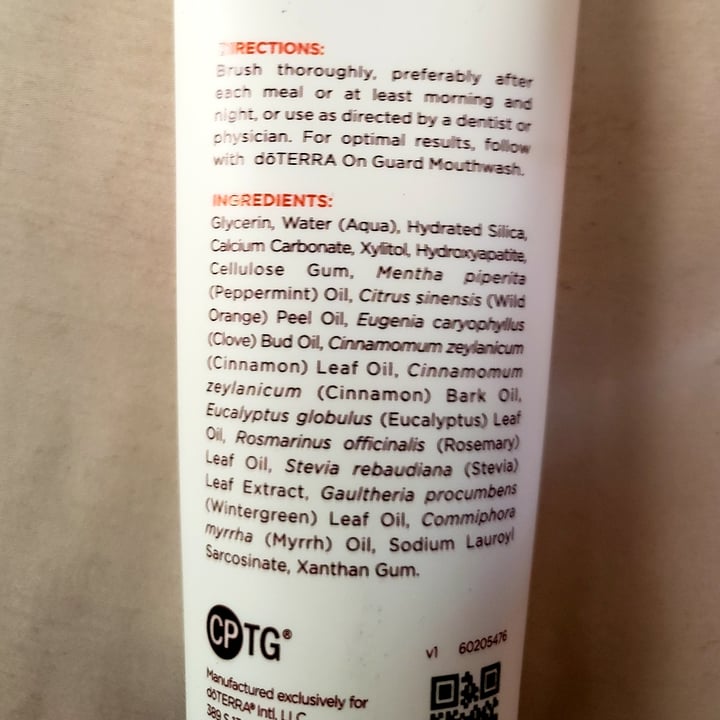 DIRECTIONS:
Brush thoroughly, preferably after
each meal or at least morning and
night, or use as directed by a dentist or
physician. For optimal results, follow
with dōTERRA On Guard Mouthwash.
INGREDIENTS:
Glycerin, Water (Aqua), Hydrated Silica,
Calcium Carbonate, Xylitol, Hydroxyapatite,
Cellulose Gum, Mentha piperita
(Peppermint) Oil, Citrus sinensis (Wild
Orange) Peel Oil, Eugenia caryophyllus
(Clove) Bud Oil, Cinnamomum zeylanicum
(Cinnamon) Leaf Oil, Cinnamomum
zeylanicum (Cinnamon) Bark Oil,
Eucalyptus globulus (Eucalyptus) Leaf
Oil, Rosmarinus officinalis (Rosemary)
Leaf Oil, Stevia rebaudiana (Stevia)
Leaf Extract, Gaultheria procumbens
(Wintergreen) Leaf Oil, Commiphora
myrrha (Myrrh) Oil, Sodium Lauroyl
Sarcosinate, Xanthan Gum.
CPTG®
v1 60205476
Manufactured exclusively for
dōTERRA® Intl. LLC
389 S